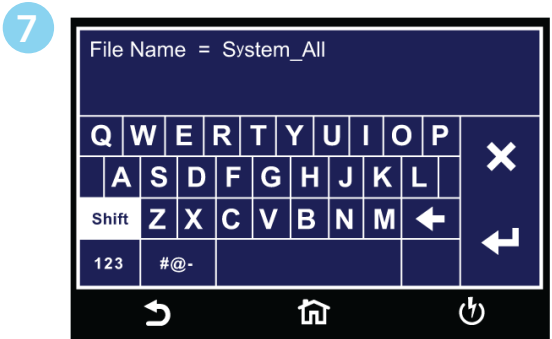 7
File Name = System_All
Q W E R T Y U I O P
A S D F G H J K L
Shift Z X C V B N M
123 #@-